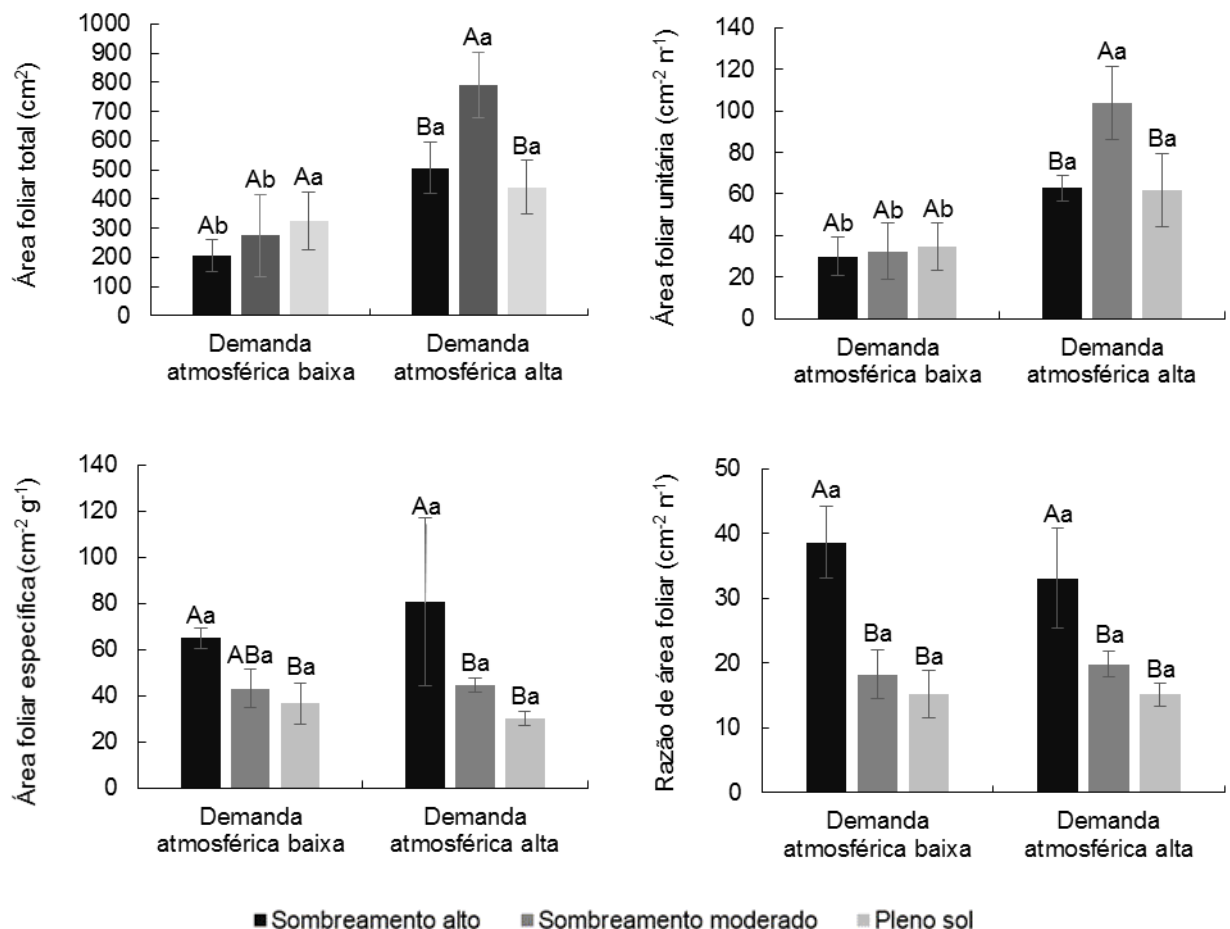 Área foliar total (cm²)
1000
900
800
700
600
500
400
300
200
100
0
Ab
Ab
Aa
Ba
Aa
Ba
Demanda
atmosférica baixa
Demanda
atmosférica alta
Área foliar unitária (cm⁻² n⁻¹)
140
120
100
80
60
40
20
0
Ab
Ab
Ab
Ba
Aa
Ba
Demanda
atmosférica baixa
Demanda
atmosférica alta
Área foliar específica (cm⁻² g⁻¹)
140
120
100
80
60
40
20
0
Aa
ABa
Ba
Aa
Ba
Ba
Demanda
atmosférica baixa
Demanda
atmosférica alta
Razão de área foliar (cm⁻² n⁻¹)
50
40
30
20
10
0
Aa
Ba
Ba
Aa
Ba
Ba
Demanda
atmosférica baixa
Demanda
atmosférica alta
Sombreamento alto
Sombreamento moderado
Pleno sol